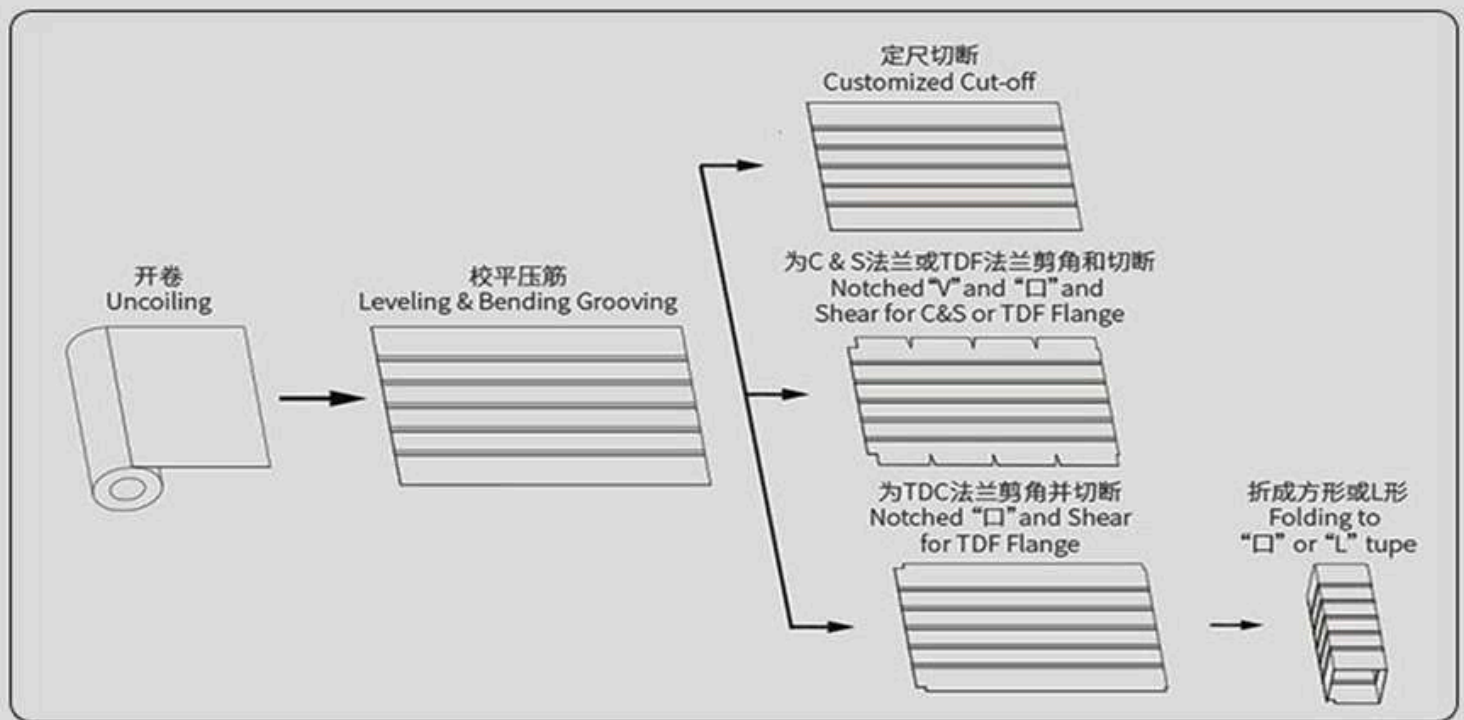 开卷
Uncoiling
校平压筋
Leveling & Bending Grooving
定尺切断
Customized Cut-off
为C & S法兰或TDF法兰剪角和切断
Notched“V”and “口”and
Shear for C&S or TDF Flange
为TDC法兰剪角并切断
Notched “口”and Shear
for TDF Flange
折成方形或L形
Folding to
“口” or “L” tupe